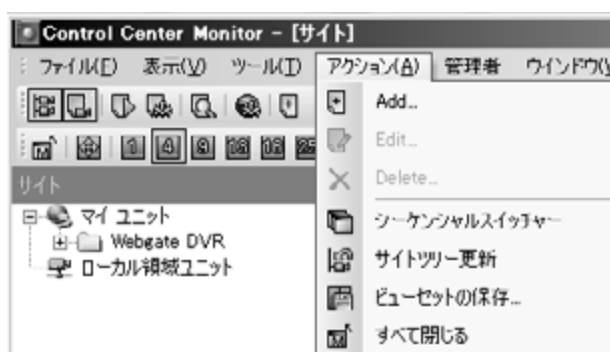 Control Center Monitor - [サイト]
ファイル(F) 表示(V) ツール(T) アクション(A) 管理者 ウインドウ(
1 4 9 16
サイト
マイ ユニット
Webgate DVR
ローカル領域ユニット
Add...
Edit...
Delete...
シーケンシャルスイッチャー
サイトツリー更新
ビューセットの保存...
すべて閉じる